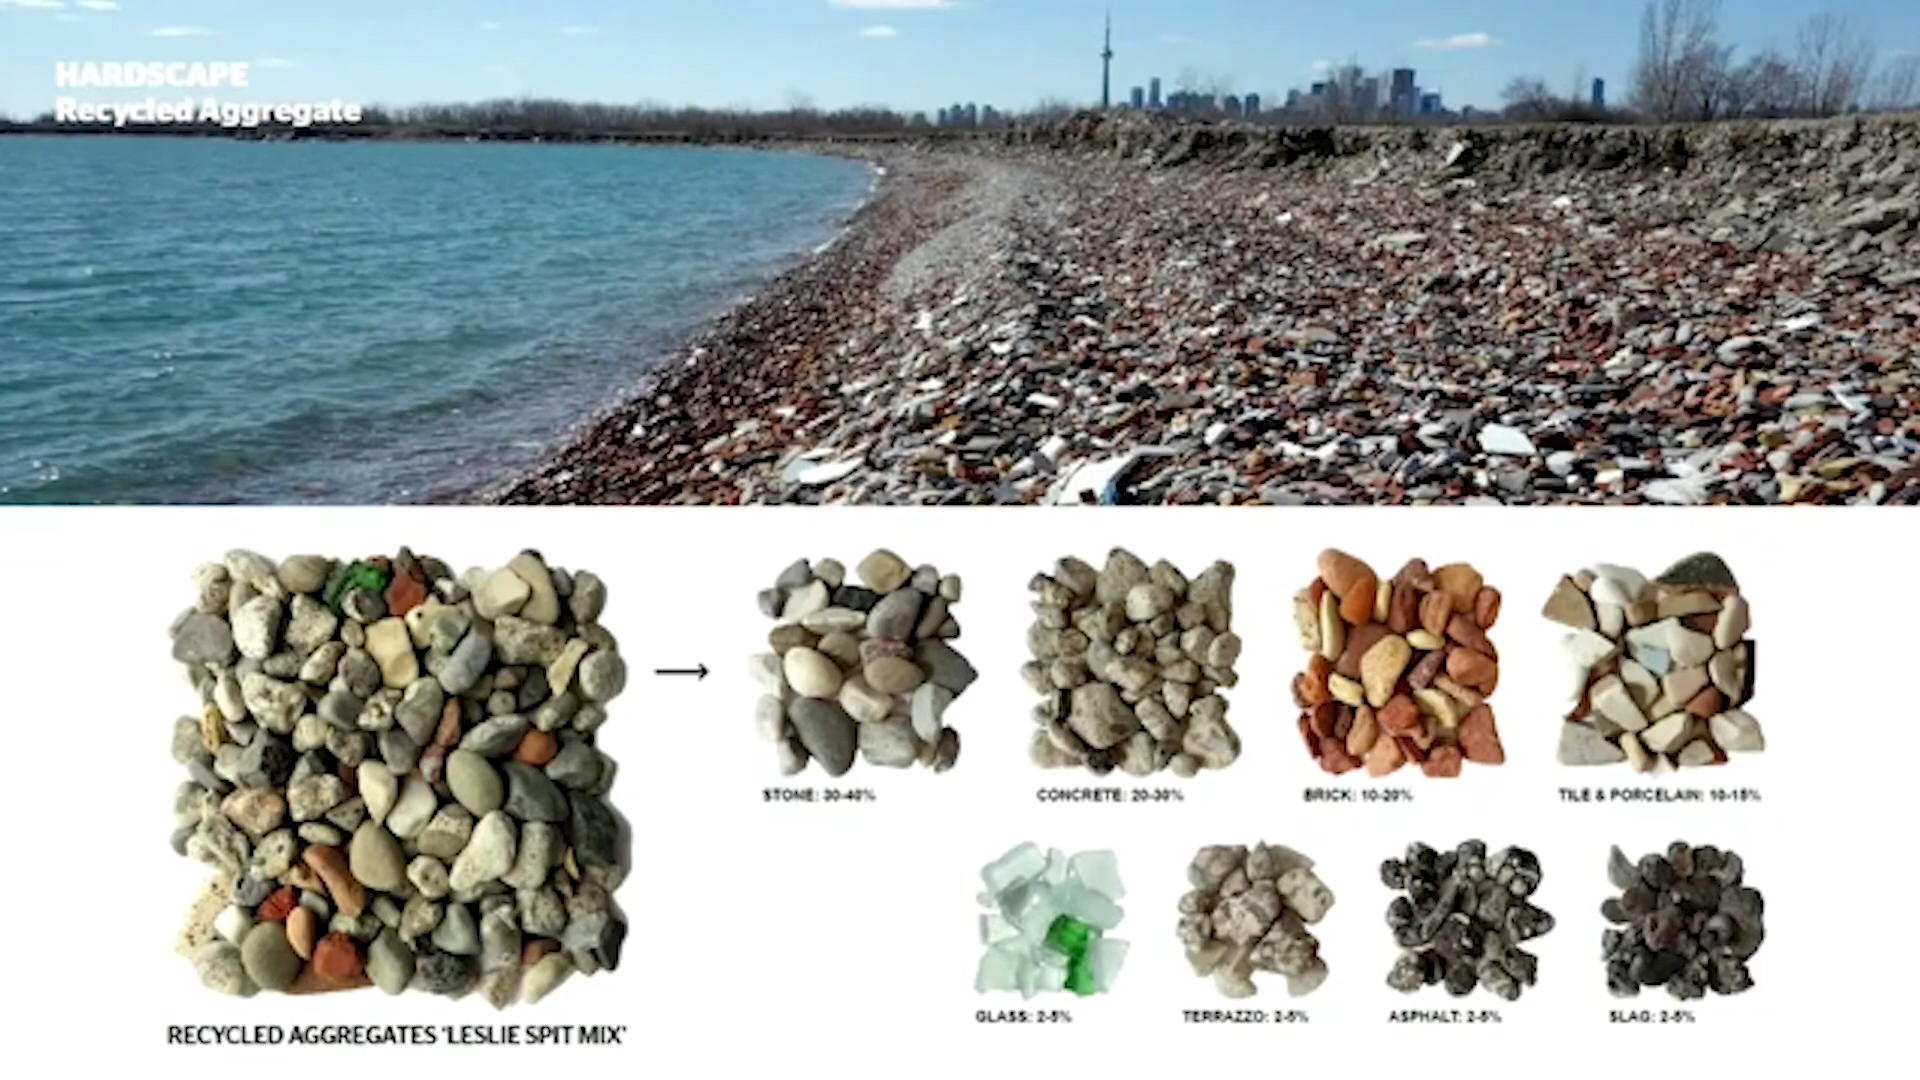 HARDSCAPE
Recycled Aggregate
STONE: 30-40%
CONCRETE: 20-30%
BRICK: 10-20%
TILE & PORCELAIN: 10-15%
GLASS: 2-5%
TERRAZZO: 2-5%
ASPHALT: 2-5%
SLAG: 2-5%
RECYCLED AGGREGATES 'LESLIE SPIT MIX'